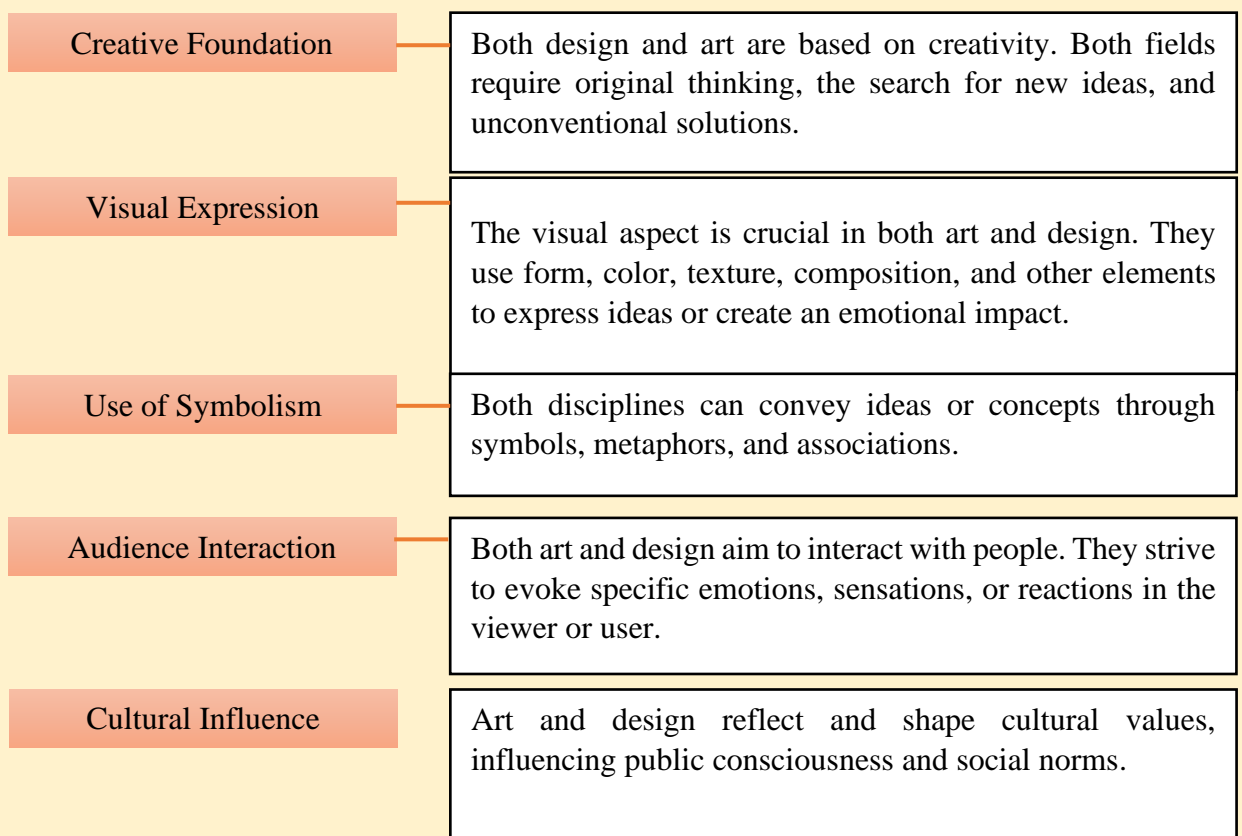 Creative Foundation
Both design and art are based on creativity. Both fields
require original thinking, the search for new ideas, and
unconventional solutions.
Visual Expression
The visual aspect is crucial in both art and design. They
use form, color, texture, composition, and other elements
to express ideas or create an emotional impact.
Use of Symbolism
Both disciplines can convey ideas or concepts through
symbols, metaphors, and associations.
Audience Interaction
Both art and design aim to interact with people. They strive
to evoke specific emotions, sensations, or reactions in the
viewer or user.
Cultural Influence
Art and design reflect and shape cultural values,
influencing public consciousness and social norms.